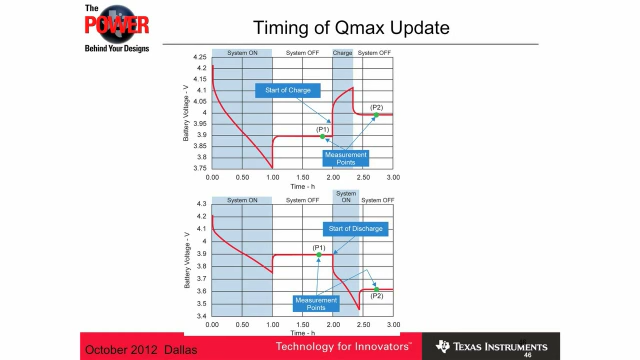 The
POWER
Behind Your Designs
Timing of Qmax Update
System ON
System OFF
Charge
System OFF
4.25
4.2
4.15
4.1
4.05
4
3.95
3.9
3.85
3.8
3.75
Battery Voltage - V
Start of Charge
(P1)
(P2)
Measurement
Points
0.00
0.50
1.00
1.50
2.00
2.50
3.00
Time - h
System ON
System OFF
System
ON
System OFF
4.3
4.2
4.1
4
3.9
3.8
3.7
3.6
3.5
3.4
Battery Voltage - V
(P1)
Start of Discharge
Measurement
Points
(P2)
0.00
0.50
1.00
1.50
2.00
2.50
3.00
Time - h
October 2012 Dallas
Technology for Innovators™
TEXAS INSTRUMENTS
46